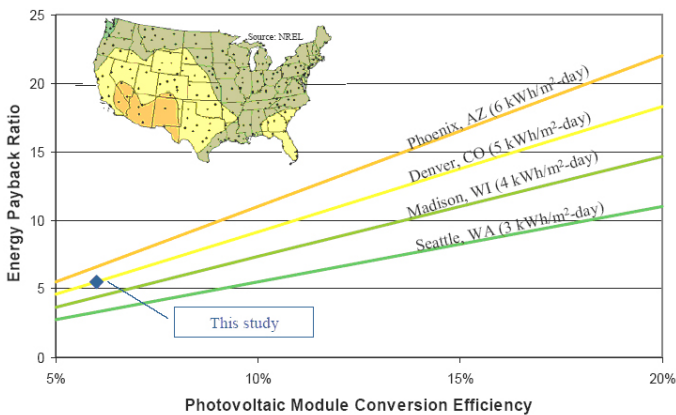 25
Source: NREL
20
Phoenix, AZ (6 kWh/m²-day)
Denver, CO (5 kWh/m²-day)
15
Madison, WI (4 kWh/m²-day)
Seattle, WA (3 kWh/m²-day)
10
5
This study
0
5%
10%
15%
20%
Energy Payback Ratio
Photovoltaic Module Conversion Efficiency